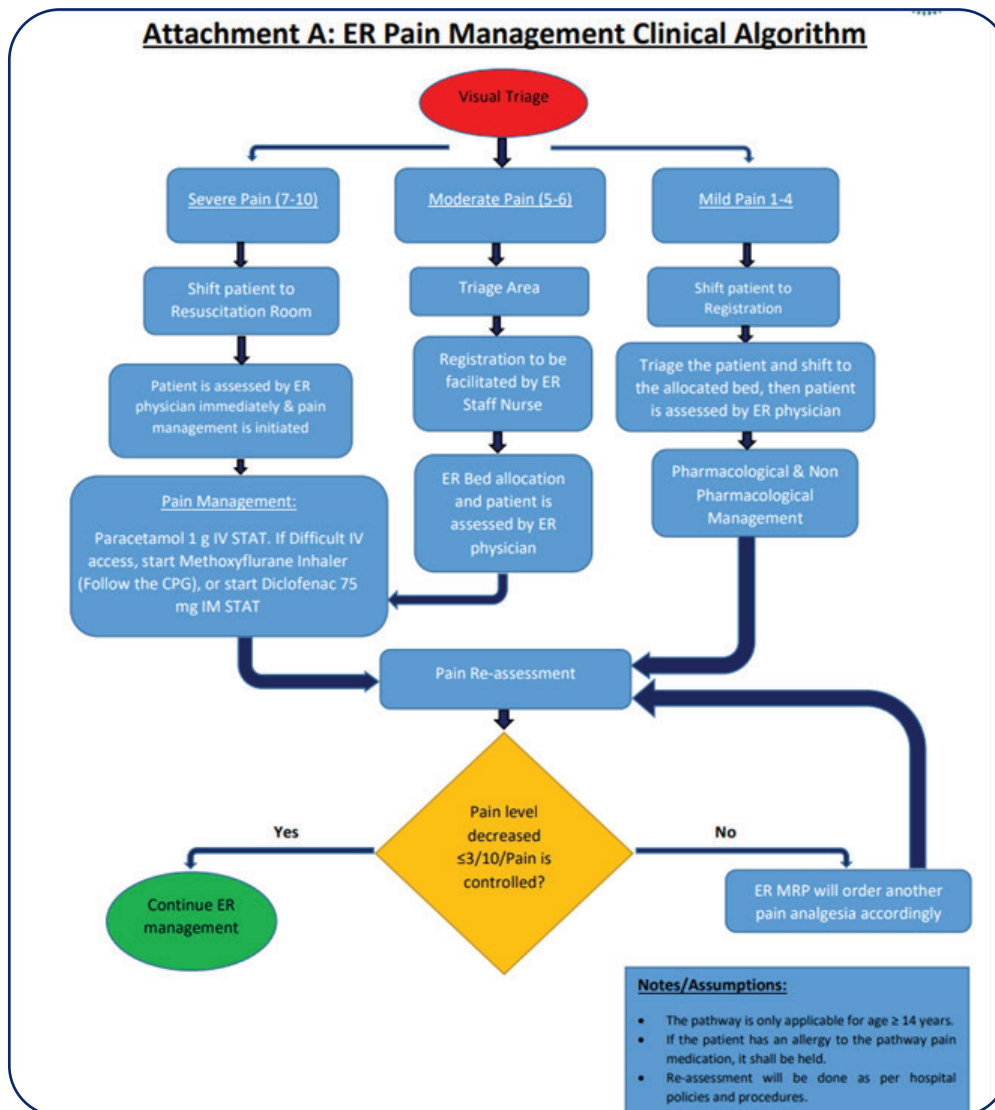 Attachment A: ER Pain Management Clinical Algorithm
Visual Triage
Severe Pain (7-10)
Moderate Pain (5-6)
Mild Pain 1-4
Shift patient to
Resuscitation Room
Triage Area
Shift patient to
Registration
Patient is assessed by ER
physician immediately & pain
management is initiated
Registration to be
facilitated by ER
Staff Nurse
Triage the patient and shift to
the allocated bed, then patient
is assessed by ER physician
Pain Management:
Paracetamol 1 g IV STAT. If Difficult IV
access, start Methoxyflurane Inhaler
(Follow the CPG), or start Diclofenac 75
mg IM STAT
ER Bed allocation
and patient is
assessed by ER
physician
Pharmacological & Non
Pharmacological
Management
Pain Re-assessment
Pain level
decreased
≤3/10/Pain is
controlled?
Yes
No
Continue ER
management
ER MRP will order another
pain analgesia accordingly
Notes/Assumptions:
• The pathway is only applicable for age ≥ 14 years.
• If the patient has an allergy to the pathway pain
medication, it shall be held.
• Re-assessment will be done as per hospital
policies and procedures.